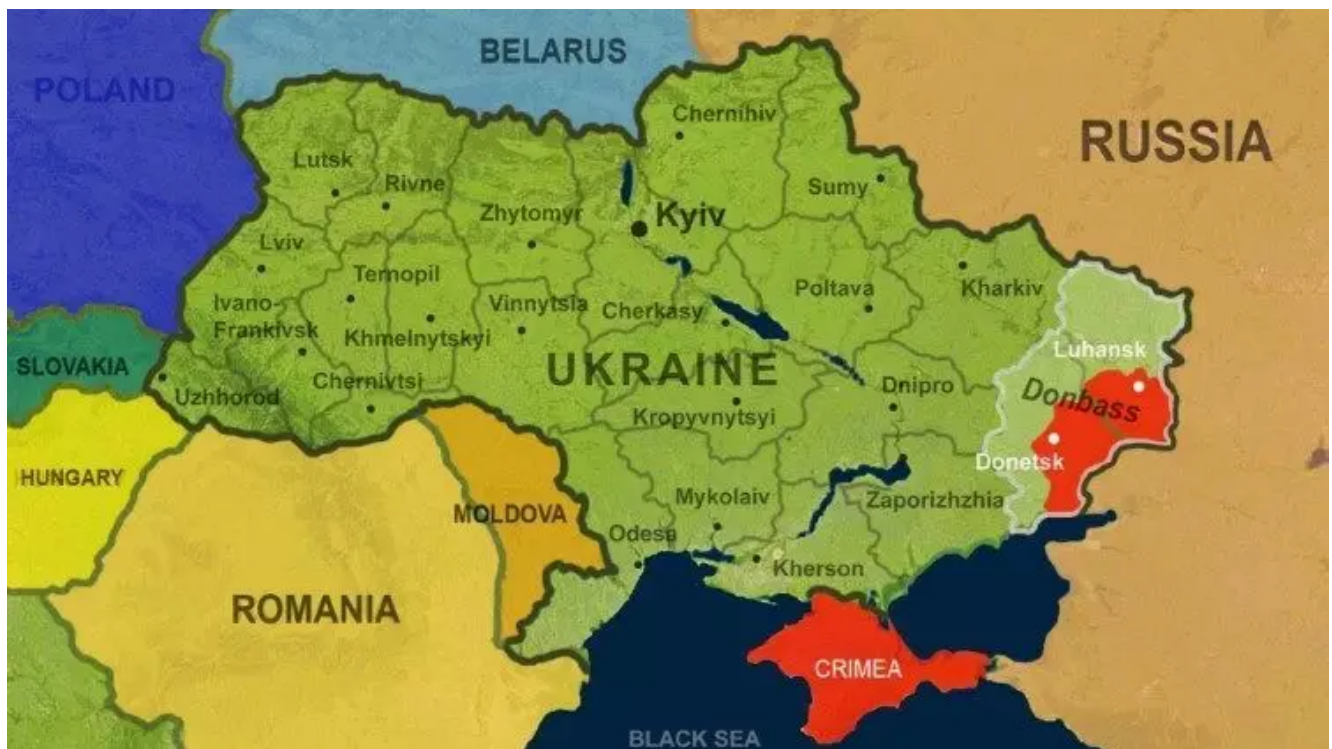 BELARUS
POLAND
Chernihiv
RUSSIA
Lutsk
Rivne
Sumy
Zhytomyr
Kyiv
Lviv
Ternopil
Kharkiv
Ivano-
Frankivsk
Vinnytsia
Cherkasy
Poltava
Khmelnytskyi
Luhansk
SLOVAKIA
UKRAINE
Chernivtsi
Dnipro
Uzhhorod
Donbass
Kropyvnytsyi
Donetsk
HUNGARY
Mykolaiv
Zaporizhzhia
MOLDOVA
Odesa
Kherson
ROMANIA
CRIMEA
BLACK SEA